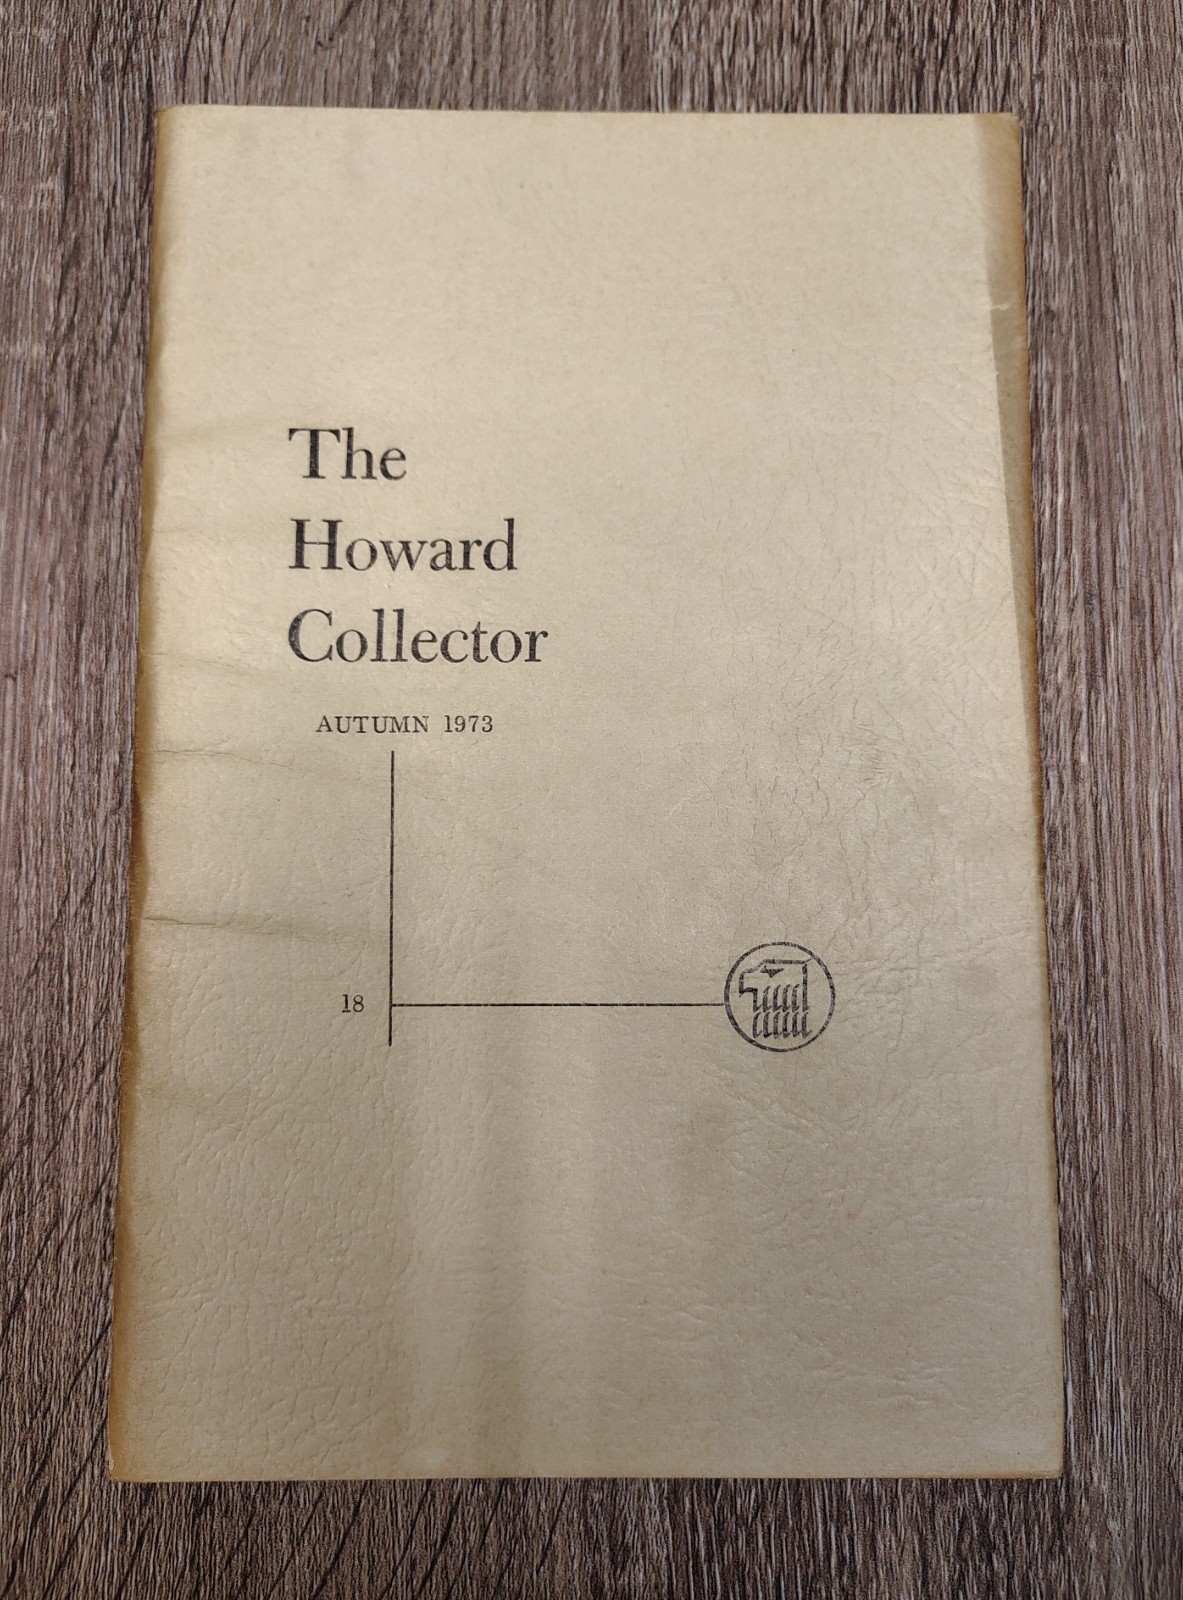 The
Howard
Collector
AUTUMN 1973
18